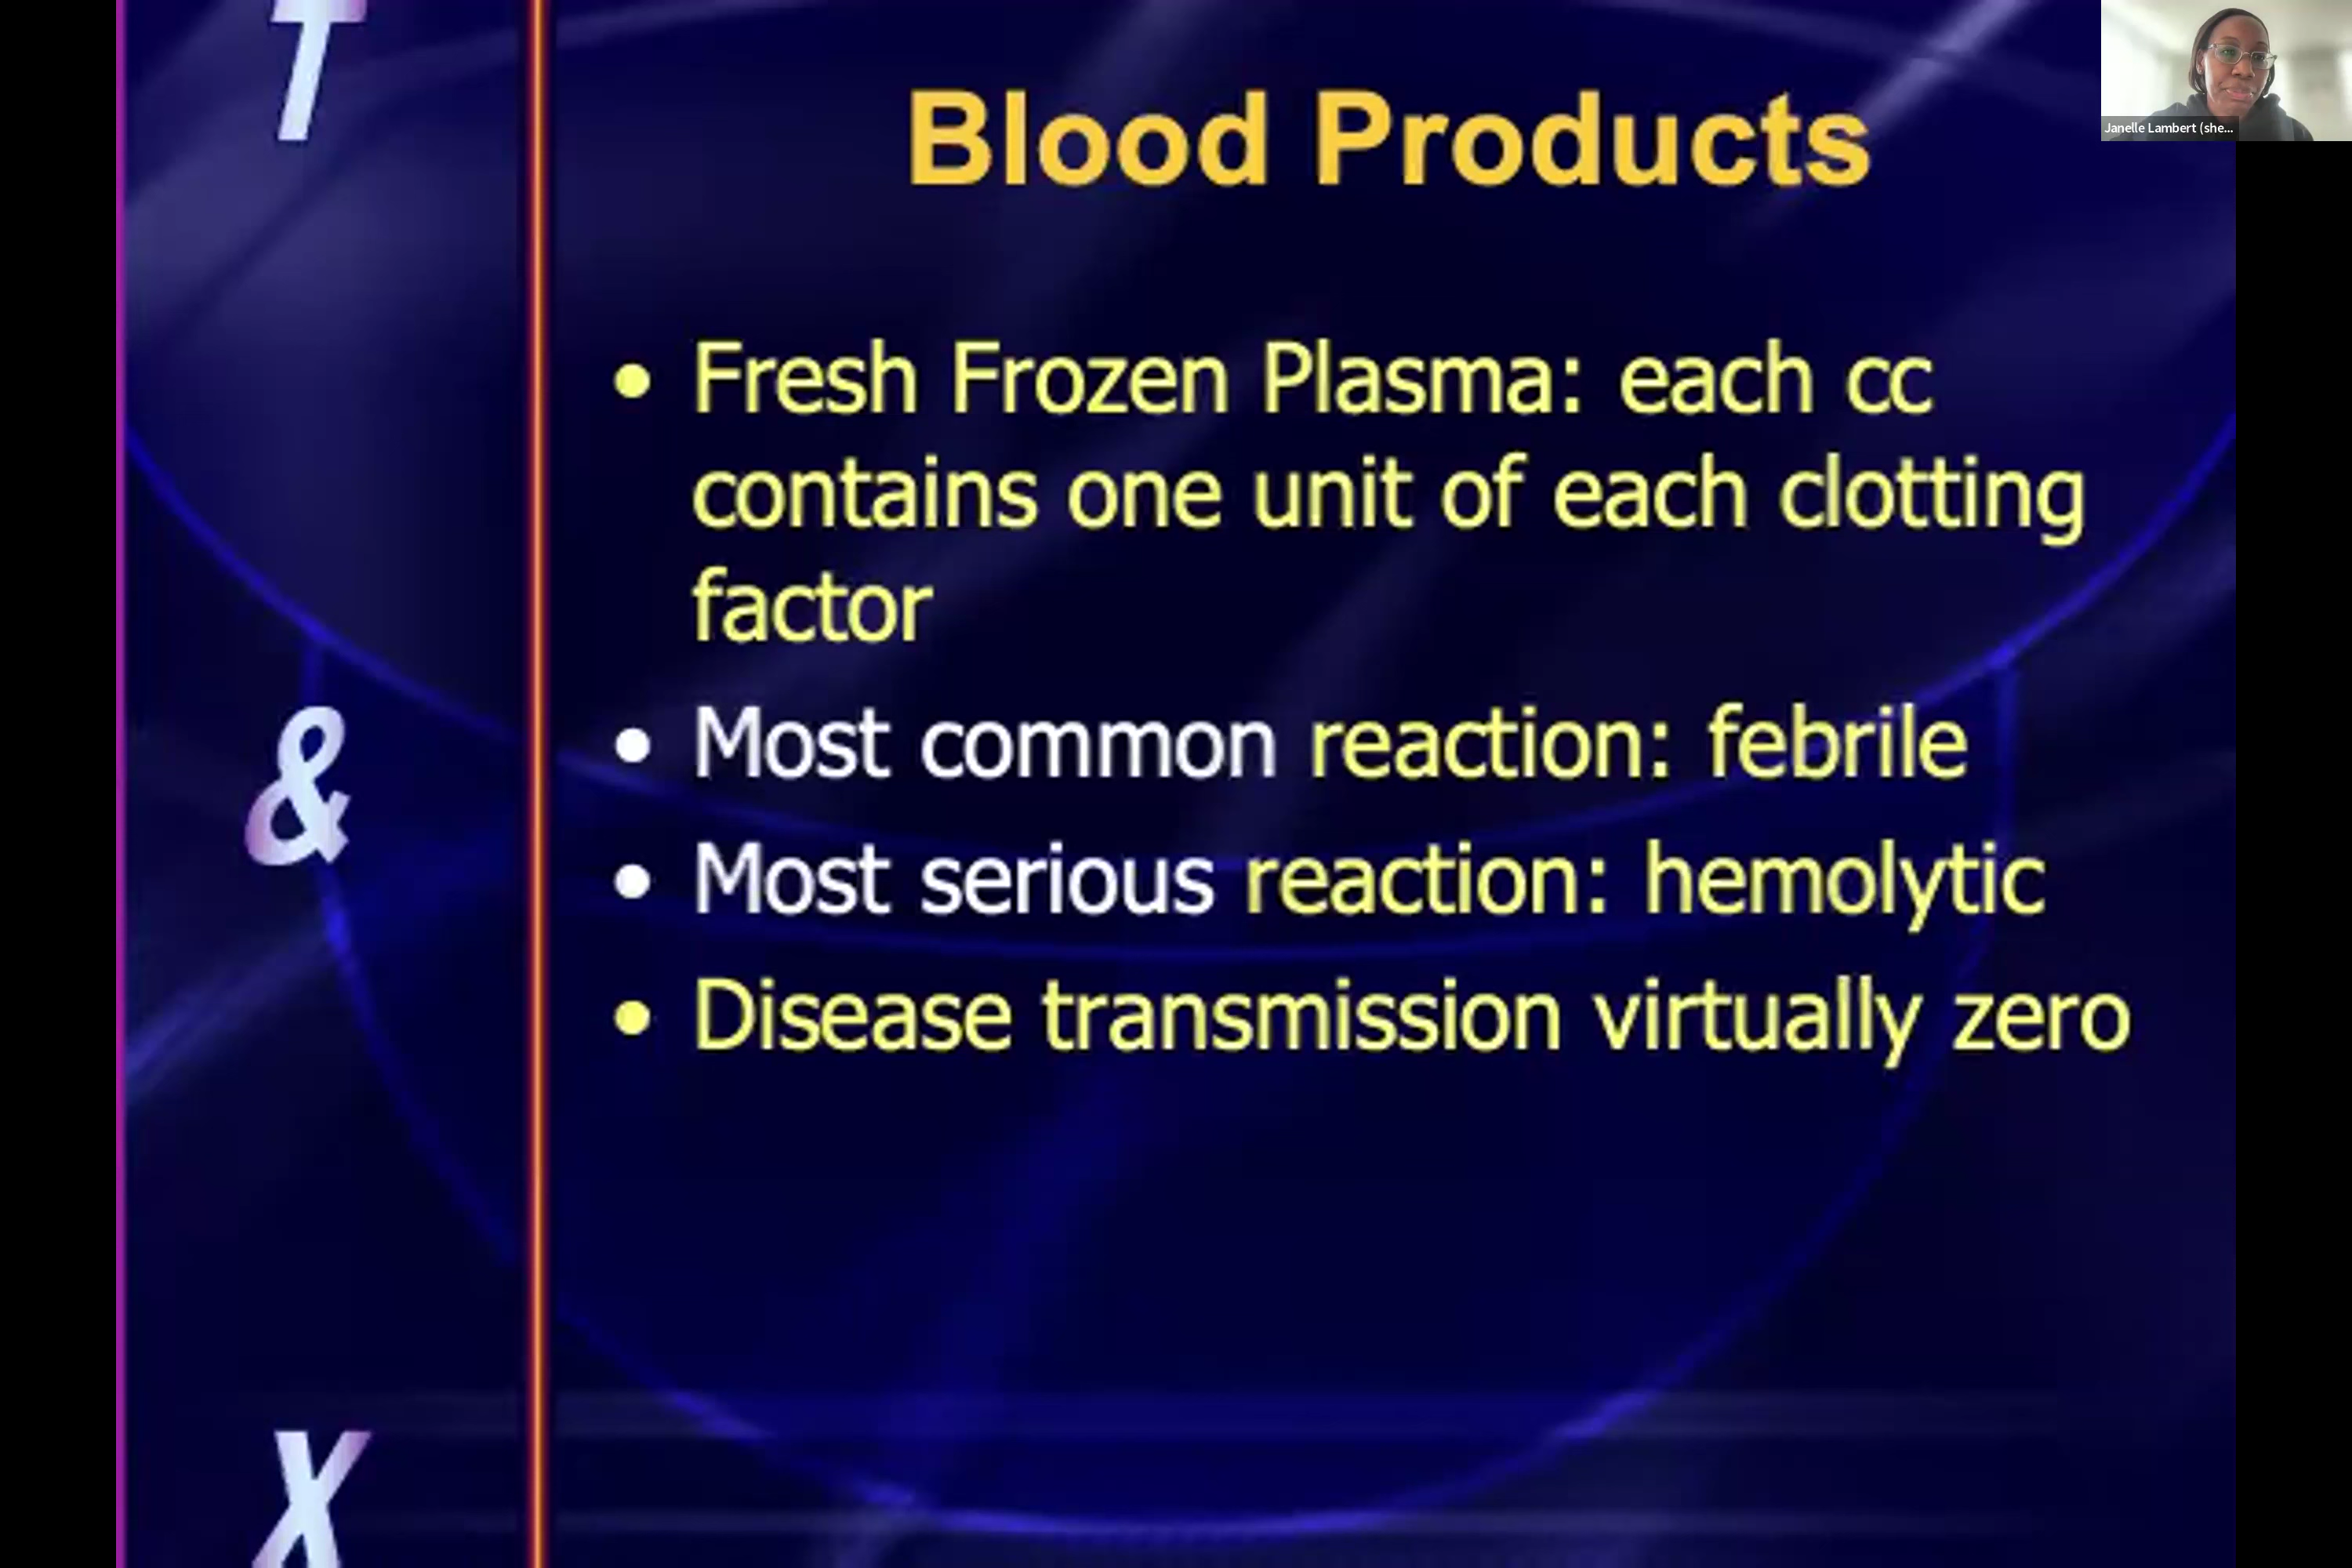 T
&
X
Blood Products
• Fresh Frozen Plasma: each cc
contains one unit of each clotting
factor
• Most common reaction: febrile
• Most serious reaction: hemolytic
• Disease transmission virtually zero
Janelle Lambert (she...